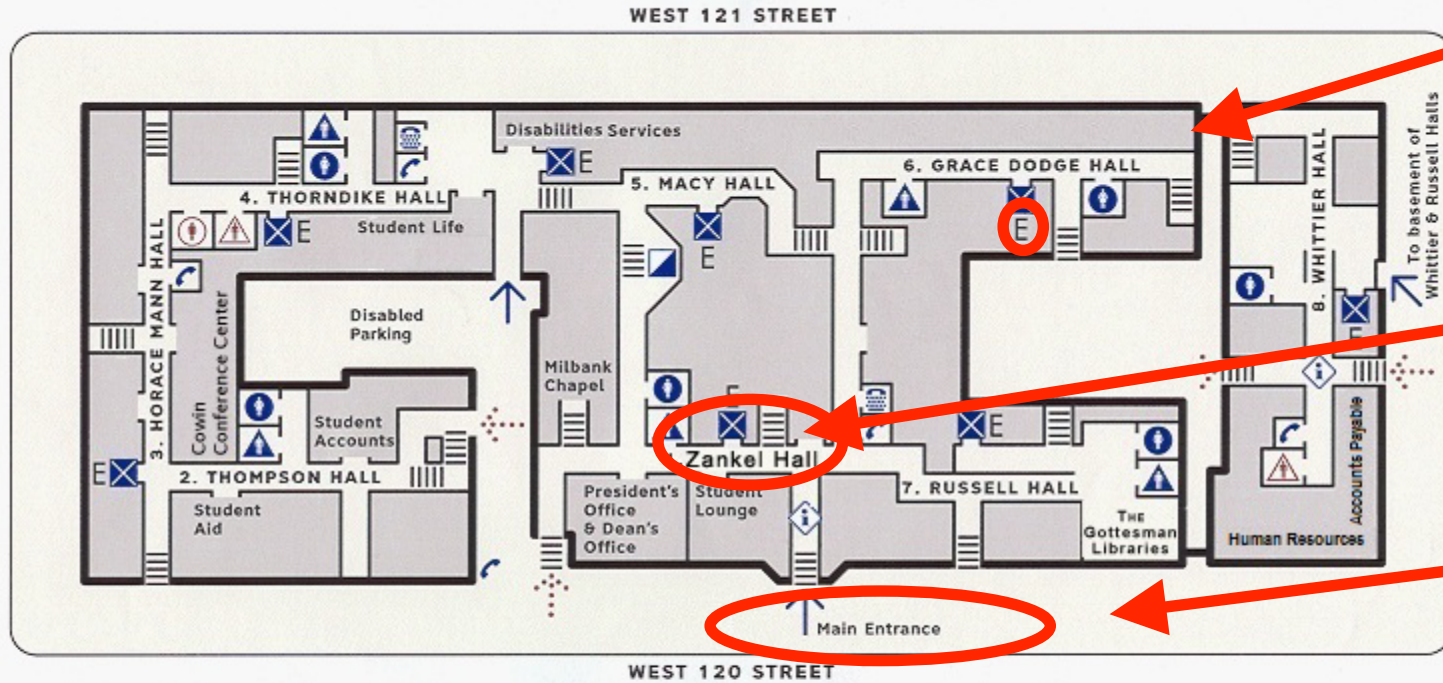 WEST 121 STREET
Disabilities Services
E
4. THORNDIKE HALL
E
Student Life
5. MACY HALL
E
6. GRACE DODGE HALL
E
3. HORACE MANN HALL
Cowin
Conference Center
Disabled
Parking
Student
Accounts
E
2. THOMPSON HALL
Student
Aid
Milbank
Chapel
E
Zankel Hall
President's
Office
& Dean's
Office
Student
Lounge
i
E
7. RUSSELL HALL
THE
Gottesman
Libraries
8. WHITTIER HALL
E
i
To basement of
Whittier & Russell Halls
Accounts Payable
Human Resources
Main Entrance
WEST 120 STREET